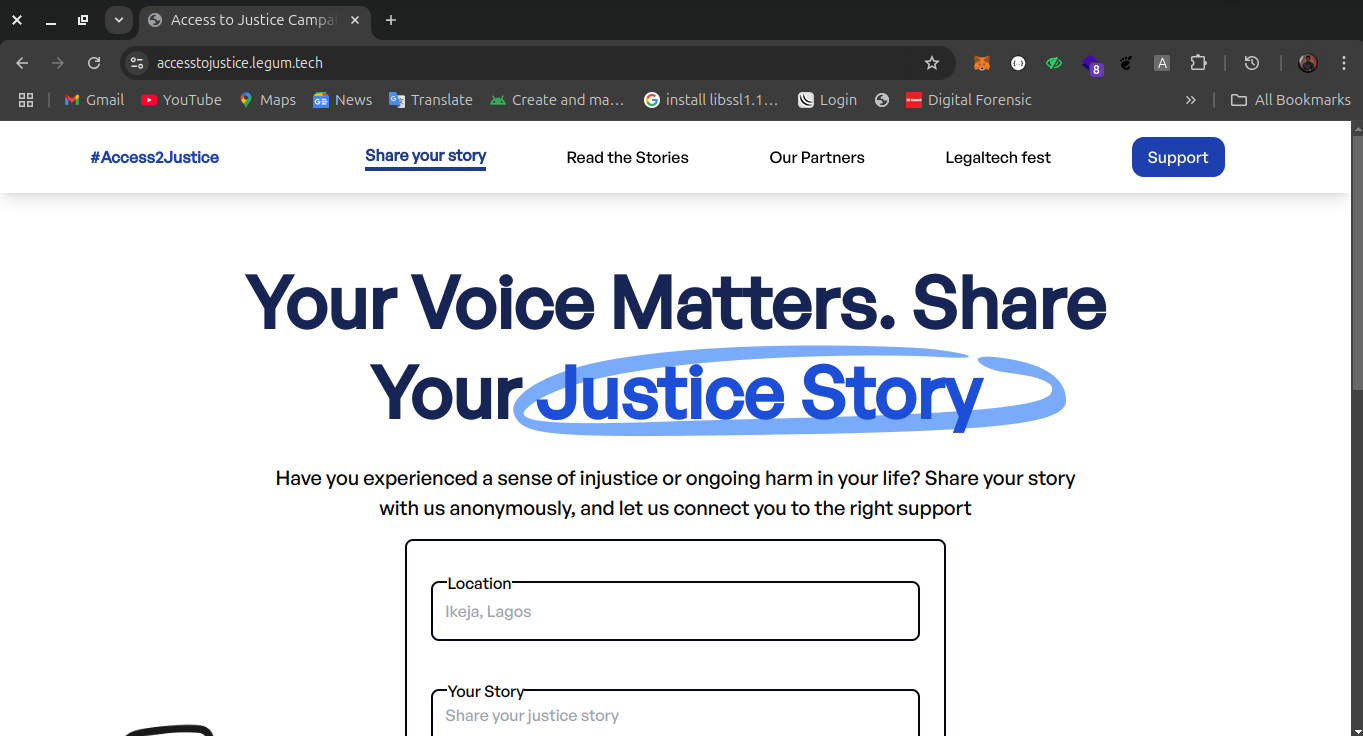 Access to Justice Campa
accesstojustice.legum.tech
8
A
Gmail
YouTube
Maps
News
Translate
Create and ma...
install libssl1.1...
Login
Digital Forensic
All Bookmarks
#Access2Justice
Share your story
Read the Stories
Our Partners
Legaltech fest
Support
Your Voice Matters. Share
Your Justice Story
Have you experienced a sense of injustice or ongoing harm in your life? Share your story
with us anonymously, and let us connect you to the right support
Location
Ikeja, Lagos
Your Story
Share your justice story